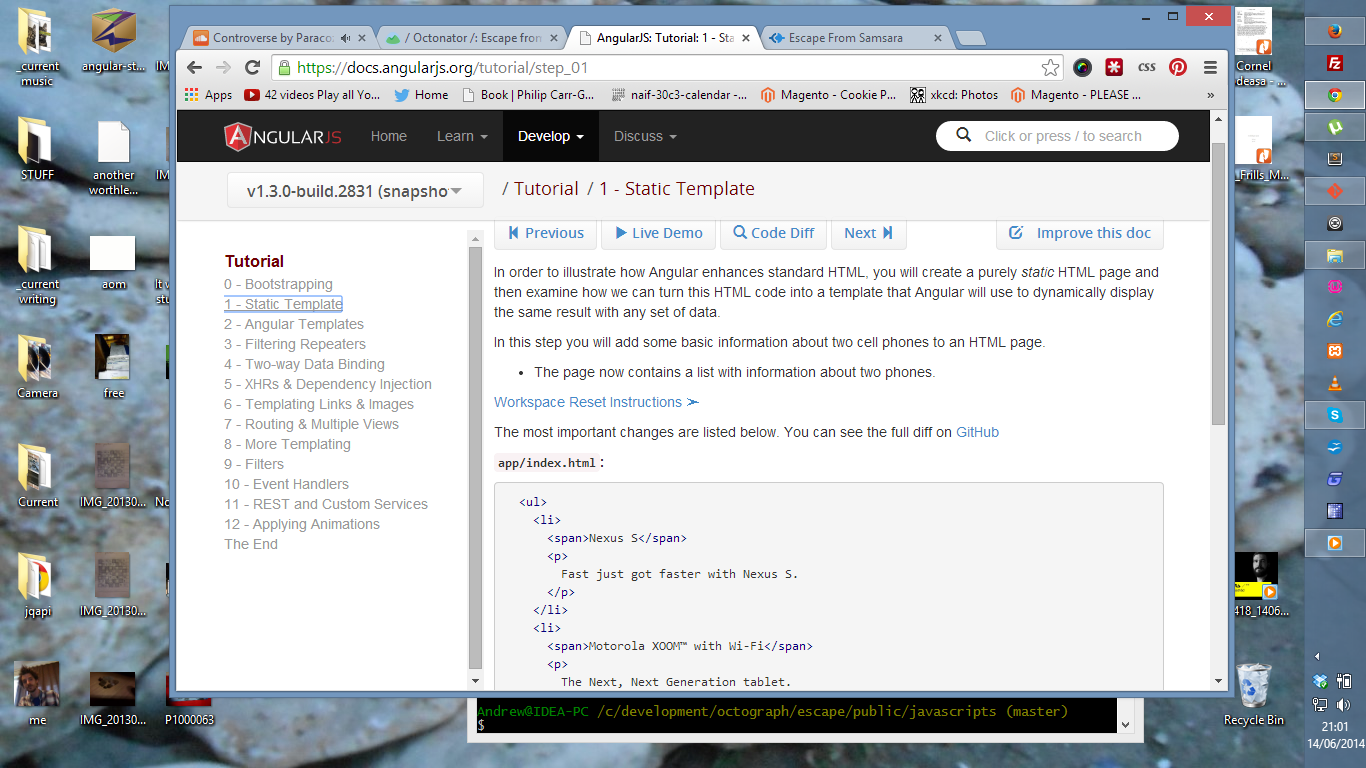 _current music
angular-st...
IM
STUFF
another worthle...
IM
_current writing
aom
It w
stu
Camera
free
Current
IMG_20130...
No
jqapi
IMG_20130...
me
IMG_20130...
P1000063
Controverse by Paraco
/ Octonaut/: Escape fro
AngularJS: Tutorial: 1 - Sta
Escape From Samsara
https://docs.angularjs.org/tutorial/step_01
css
Apps
42 videos Play all Yo...
Home
Book | Philip Carr-G...
naif-30c3-calendar -...
Magento - Cookie P...
xkcd: Photos
Magento - PLEASE ...
»
ANGULARJS
Home
Learn
Develop
Discuss
Click or press / to search
v1.3.0-build.2831 (snapsho
/ Tutorial / 1 - Static Template
Previous
Live Demo
Code Diff
Next
Improve this doc
Tutorial
0 - Bootstrapping
1 - Static Template
2 - Angular Templates
3 - Filtering Repeaters
4 - Two-way Data Binding
5 - XHRs & Dependency Injection
6 - Templating Links & Images
7 - Routing & Multiple Views
8 - More Templating
9 - Filters
10 - Event Handlers
11 - REST and Custom Services
12 - Applying Animations
The End
In order to illustrate how Angular enhances standard HTML, you will create a purely static HTML page and
then examine how we can turn this HTML code into a template that Angular will use to dynamically display
the same result with any set of data.
In this step you will add some basic information about two cell phones to an HTML page.
• The page now contains a list with information about two phones.
Workspace Reset Instructions ➤
The most important changes are listed below. You can see the full diff on GitHub
app/index.html:
<ul>
<li>
<span>Nexus S</span>
<p>
Fast just got faster with Nexus S.
</p>
</li>
<li>
<span>Motorola XOOM™ with Wi-Fi</span>
<p>
The Next, Next Generation tablet.
Andrew@IDEA-PC /c/development/octograph/escape/public/javascripts (master)
$
Cornel
deasa - ...
_Frills_M...
418_1406...
Recycle Bin
21:01
14/06/2014